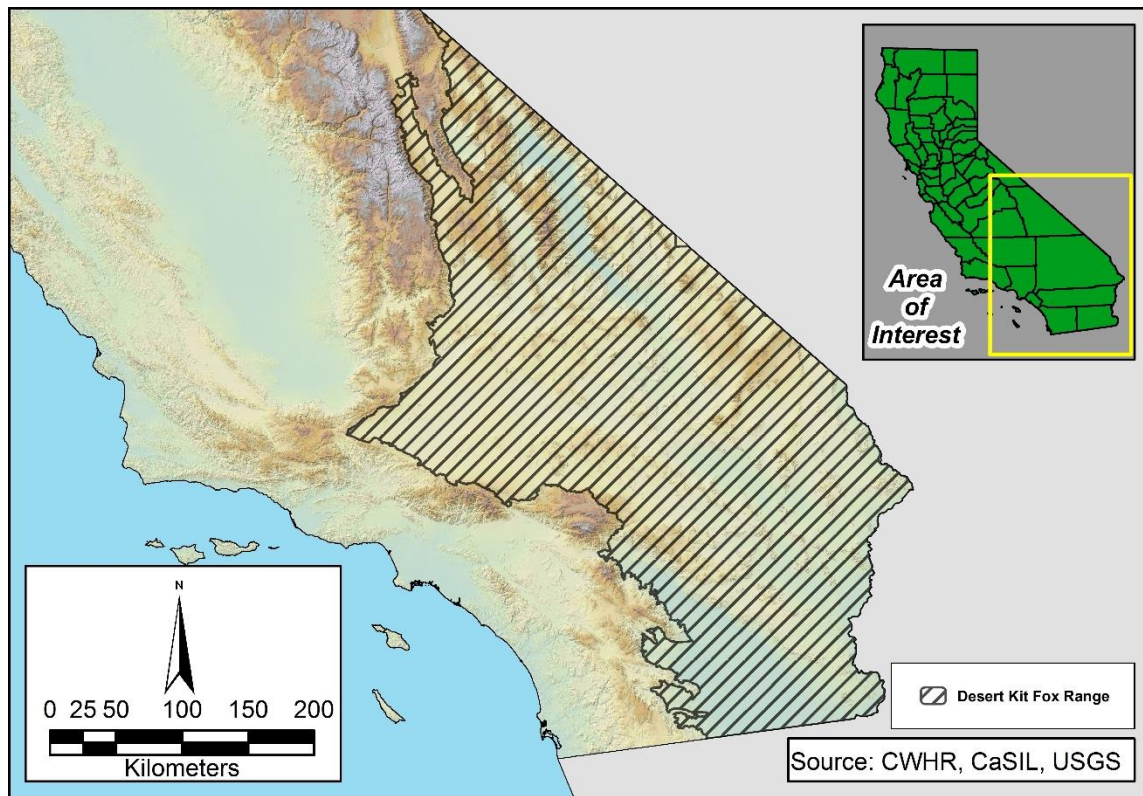 Area
of
Interest
N
0 25 50 100 150 200
Kilometers
Desert Kit Fox Range
Source: CWHR, CaSIL, USGS